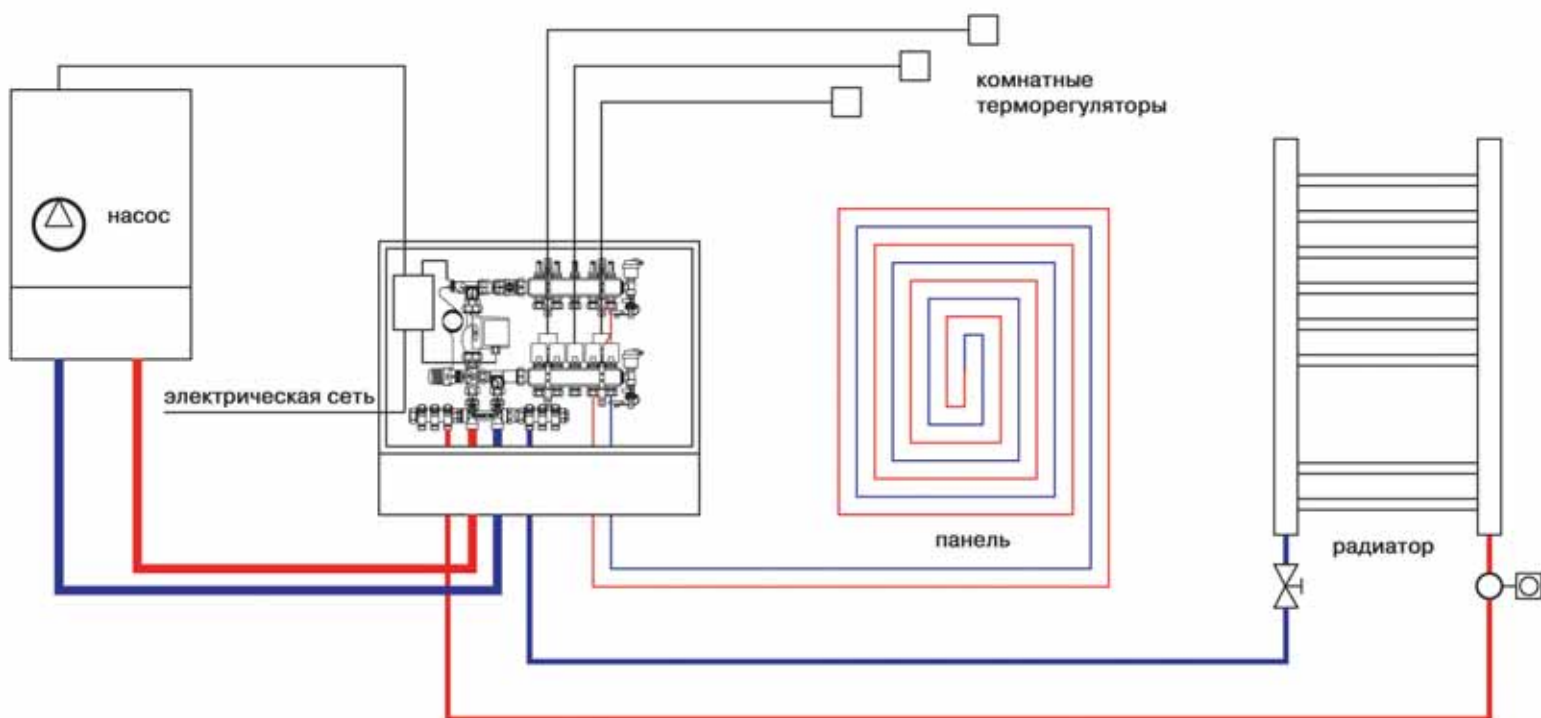 комнатные
терморегуляторы
насос
электрическая сеть
панель
радиатор